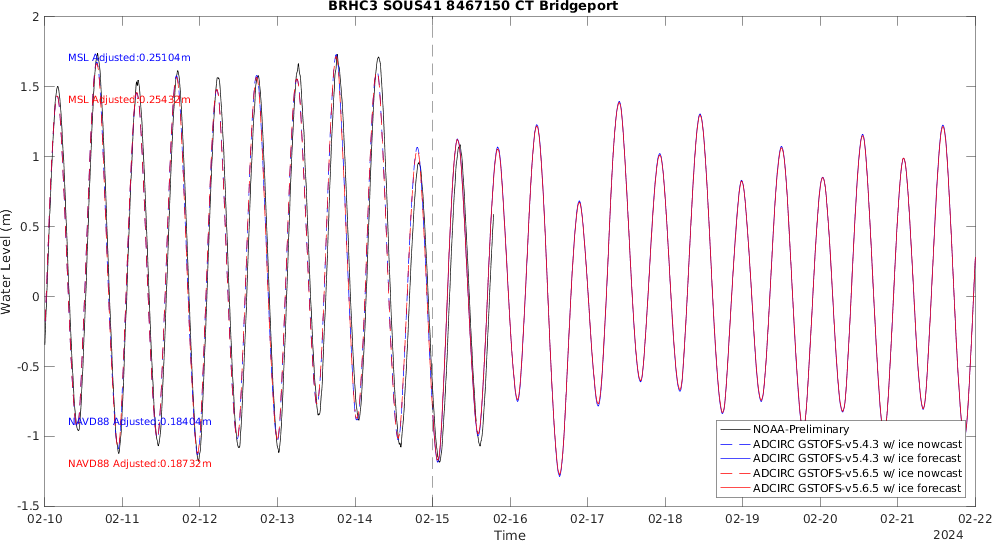 BRHC3 SOUS41 8467150 CT Bridgeport
2
1.5
1
0.5
0
-0.5
-1
-1.5
Water Level (m)
MSL Adjusted:0.25104m
MSL Adjusted:0.25432m
NAVD88 Adjusted:0.18404m
NAVD88 Adjusted:0.18732m
NOAA-Preliminary
ADCIRC GSTOFS-v5.4.3 w/ ice nowcast
ADCIRC GSTOFS-v5.4.3 w/ ice forecast
ADCIRC GSTOFS-v5.6.5 w/ ice nowcast
ADCIRC GSTOFS-v5.6.5 w/ ice forecast
02-10 02-11 02-12 02-13 02-14 02-15 02-16 02-17 02-18 02-19 02-20 02-21 02-22
Time
2024